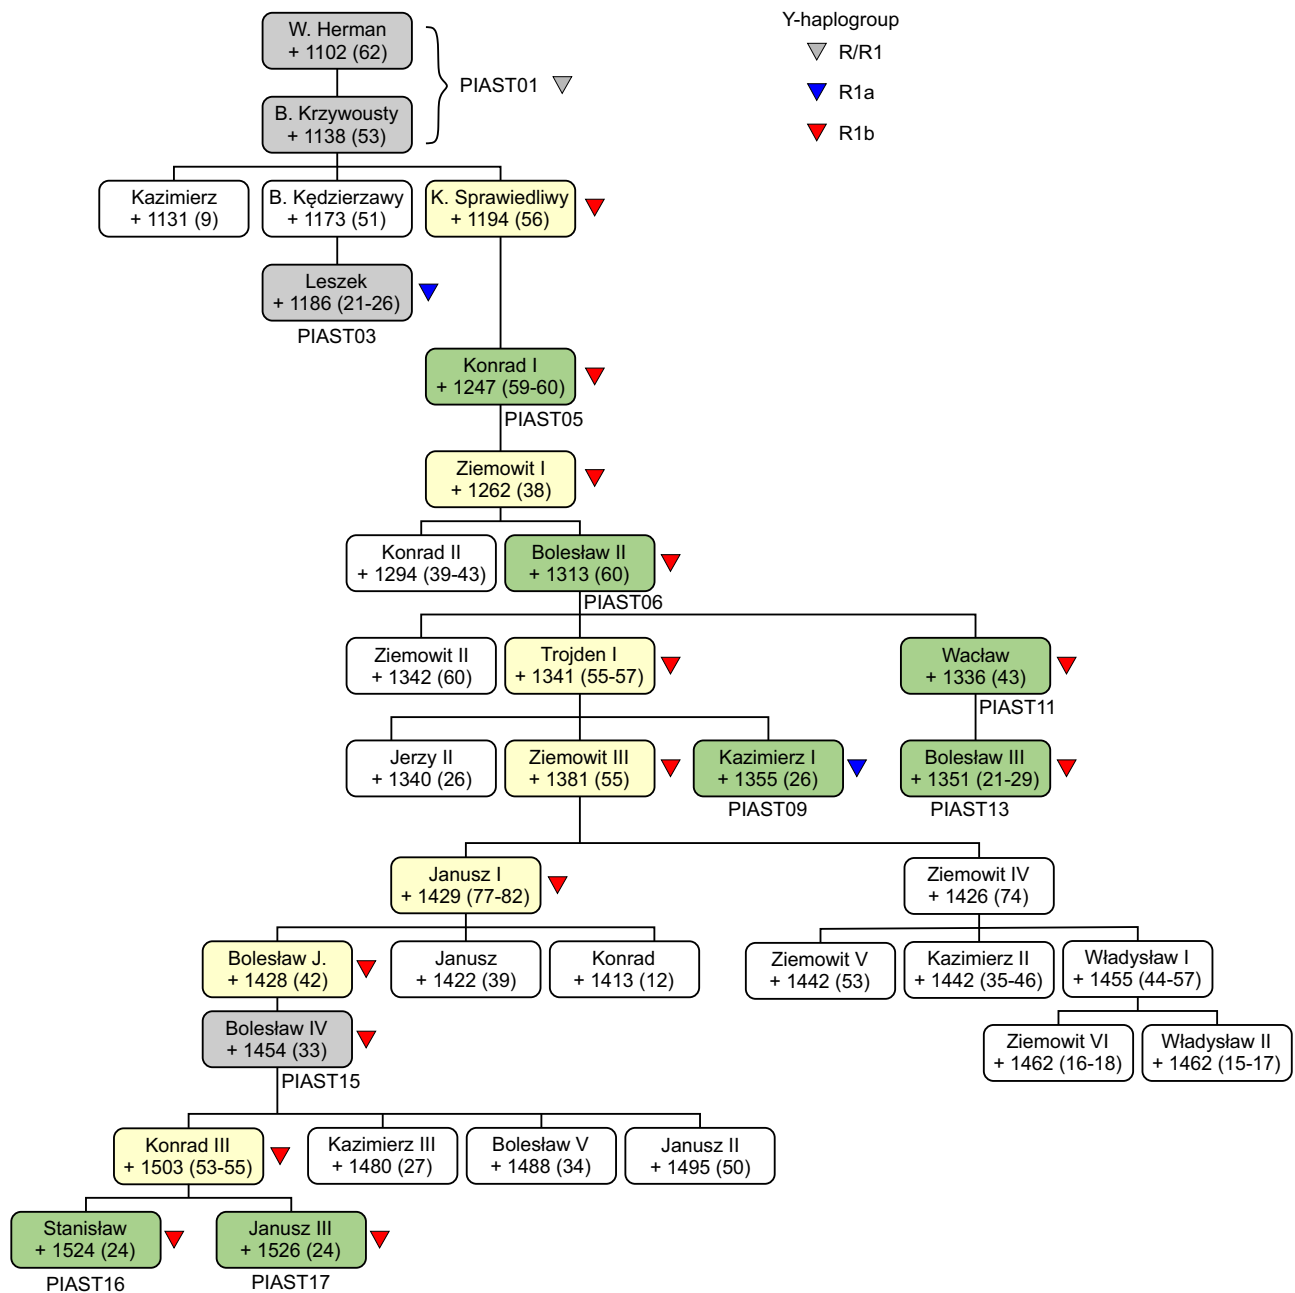 W. Herman
+ 1102 (62)
Y-haplogroup
R/R1
R1a
R1b
PIAST01
B. Krzywousty
+ 1138 (53)
Kazimierz
+ 1131 (9)
B. Kędzierzawy
+ 1173 (51)
K. Sprawiedliwy
+ 1194 (56)
Leszek
+ 1186 (21-26)
PIAST03
Konrad I
+ 1247 (59-60)
PIAST05
Ziemowit I
+ 1262 (38)
Konrad II
+ 1294 (39-43)
Bolesław II
+ 1313 (60)
PIAST06
Ziemowit II
+ 1342 (60)
Trojden I
+ 1341 (55-57)
Wacław
+ 1336 (43)
PIAST11
Jerzy II
+ 1340 (26)
Ziemowit III
+ 1381 (55)
Kazimierz I
+ 1355 (26)
PIAST09
Bolesław III
+ 1351 (21-29)
PIAST13
Janusz I
+ 1429 (77-82)
Ziemowit IV
+ 1426 (74)
Bolesław J.
+ 1428 (42)
Janusz
+ 1422 (39)
Konrad
+ 1413 (12)
Ziemowit V
+ 1442 (53)
Kazimierz II
+ 1442 (35-46)
Władysław I
+ 1455 (44-57)
Bolesław IV
+ 1454 (33)
PIAST15
Ziemowit VI
+ 1462 (16-18)
Władysław II
+ 1462 (15-17)
Konrad III
+ 1503 (53-55)
Kazimierz III
+ 1480 (27)
Bolesław V
+ 1488 (34)
Janusz II
+ 1495 (50)
Stanisław
+ 1524 (24)
PIAST16
Janusz III
+ 1526 (24)
PIAST17